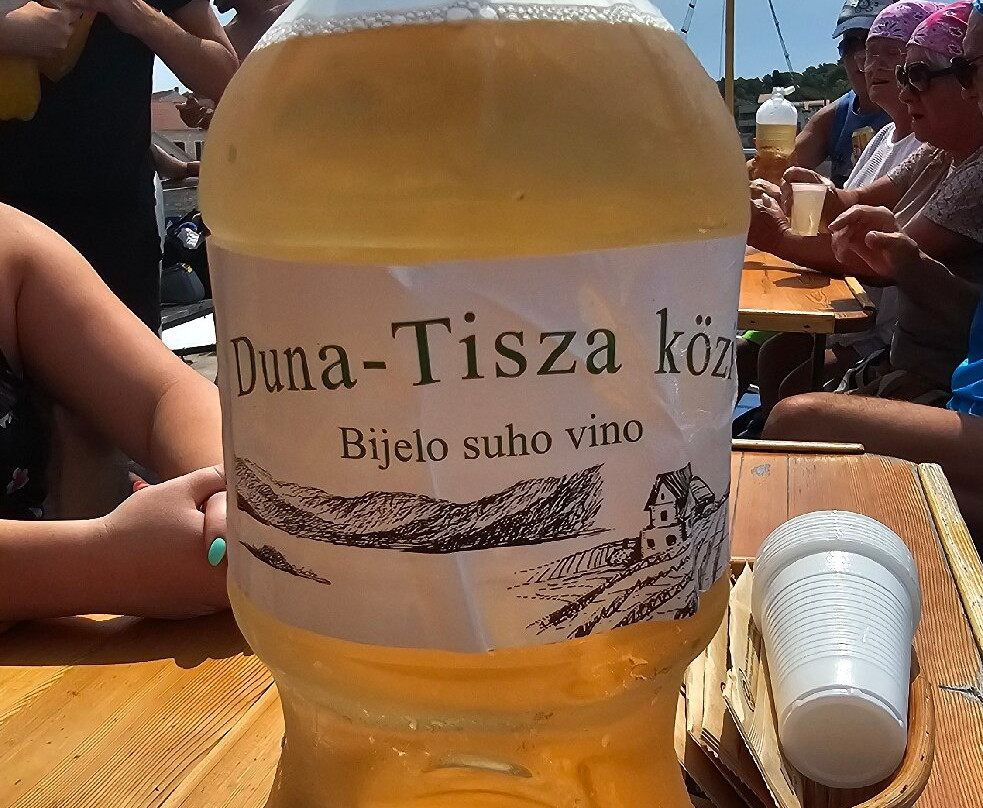 Duna-Tisza köz
Bijelo suho vino